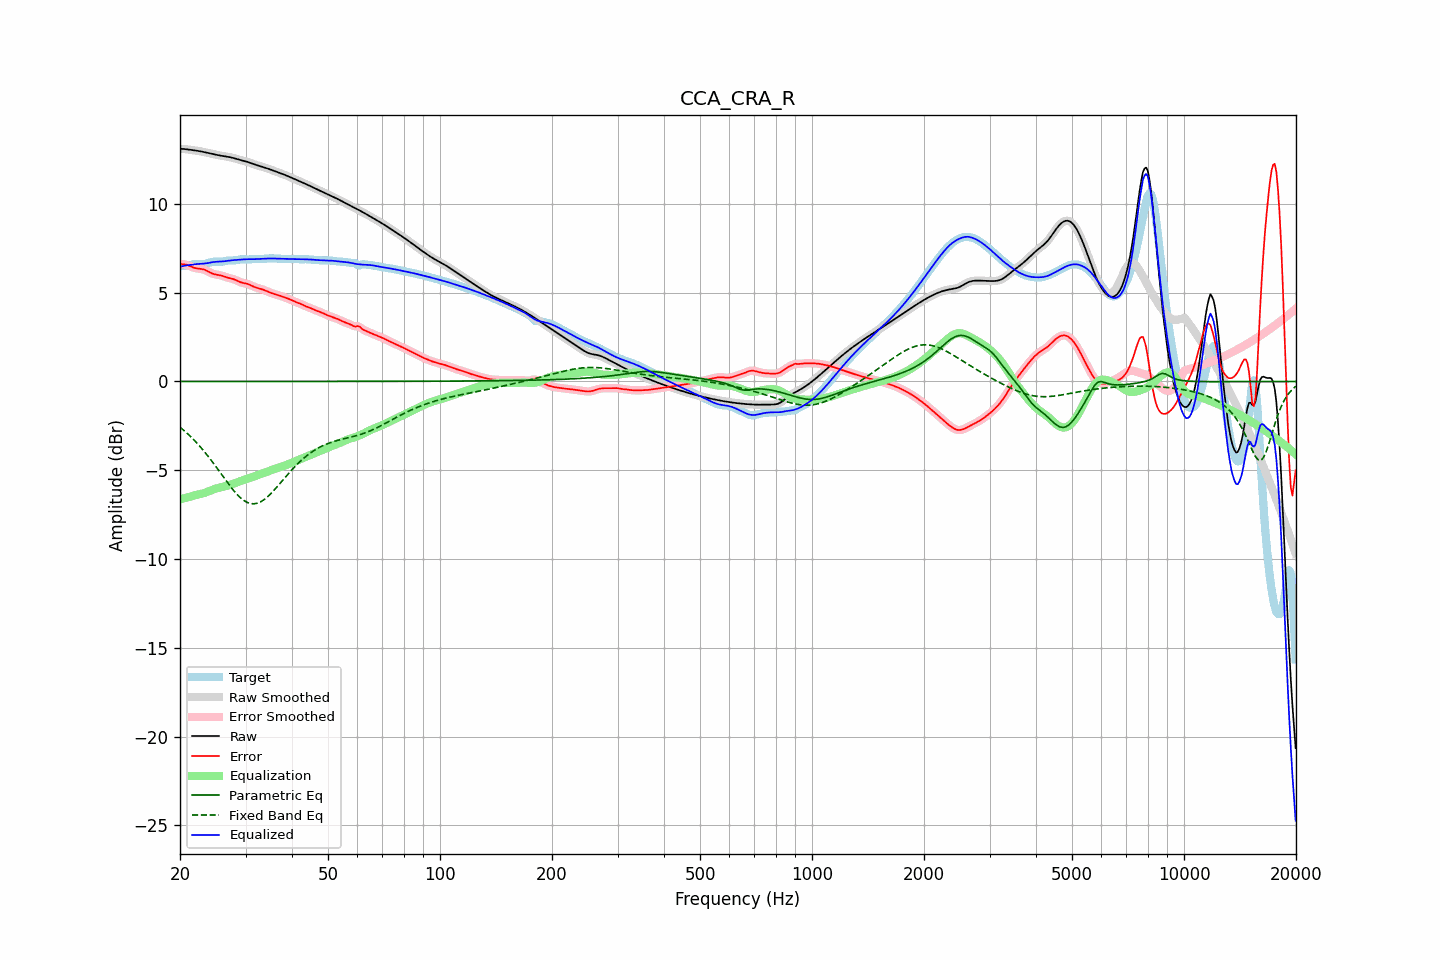 CCA_CRA_R
Amplitude (dBr)
10
5
0
−5
−10
−15
−20
−25
Target
Raw Smoothed
Error Smoothed
Raw
Error
Equalization
Parametric Eq
Fixed Band Eq
Equalized
20 50 100 200 500 1000 2000 5000 10000 20000
Frequency (Hz)